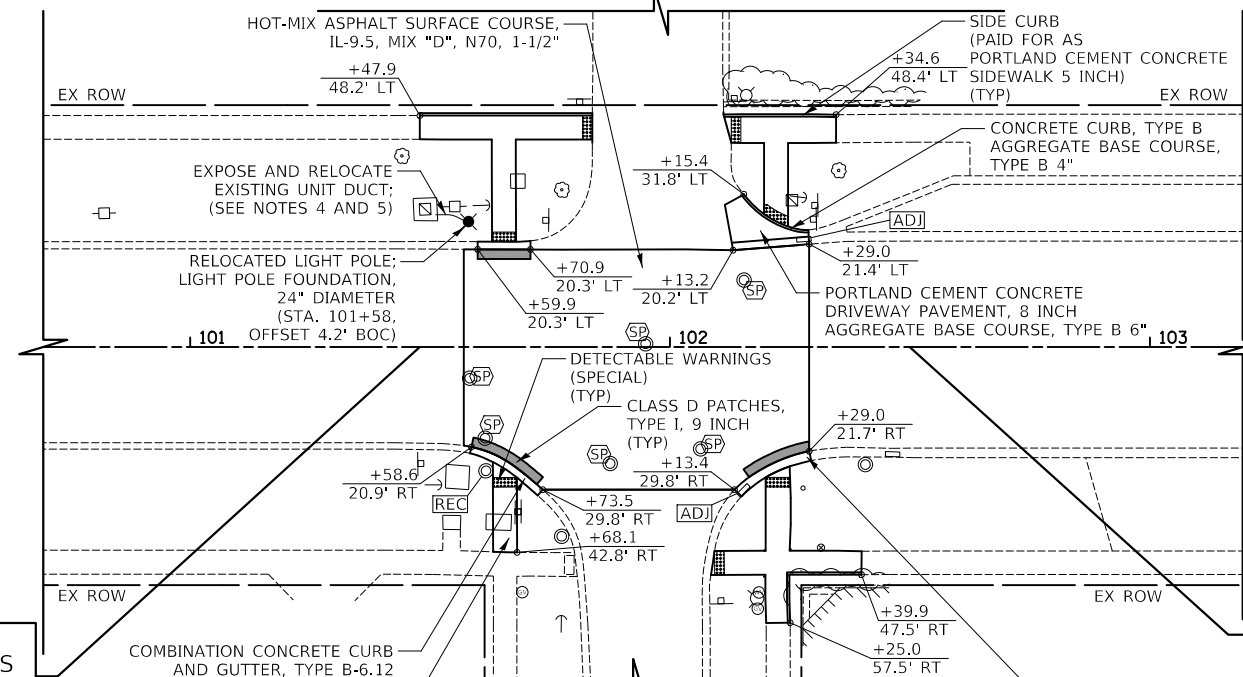 HOT-MIX ASPHALT SURFACE COURSE,
IL-9.5, MIX "D", N70, 1-1/2"
SIDE CURB
(PAID FOR AS
PORTLAND CEMENT CONCRETE
SIDEWALK 5 INCH)
(TYP)
+47.9
48.2' LT
+34.6
48.4' LT
EX ROW
EX ROW
CONCRETE CURB, TYPE B
AGGREGATE BASE COURSE,
TYPE B 4"
EXPOSE AND RELOCATE
EXISTING UNIT DUCT;
(SEE NOTES 4 AND 5)
+15.4
31.8' LT
ADJ
RELOCATED LIGHT POLE;
LIGHT POLE FOUNDATION,
24" DIAMETER
(STA. 101+58,
OFFSET 4.2' BOC)
+70.9
20.3' LT
+59.9
20.3' LT
+13.2
20.2' LT
+29.0
21.4' LT
SP
PORTLAND CEMENT CONCRETE
DRIVEWAY PAVEMENT, 8 INCH
AGGREGATE BASE COURSE, TYPE B 6"
SP
101
102
103
DETECTABLE WARNINGS
(SPECIAL)
(TYP)
SP
CLASS D PATCHES,
TYPE I, 9 INCH
(TYP)
SP
SP
SP
+29.0
21.7' RT
+58.6
20.9' RT
+13.4
29.8' RT
REC
ADJ
+73.5
29.8' RT
+68.1
42.8' RT
EX ROW
EX ROW
+39.9
47.5' RT
+25.0
57.5' RT
COMBINATION CONCRETE CURB
AND GUTTER, TYPE B-6.12
S